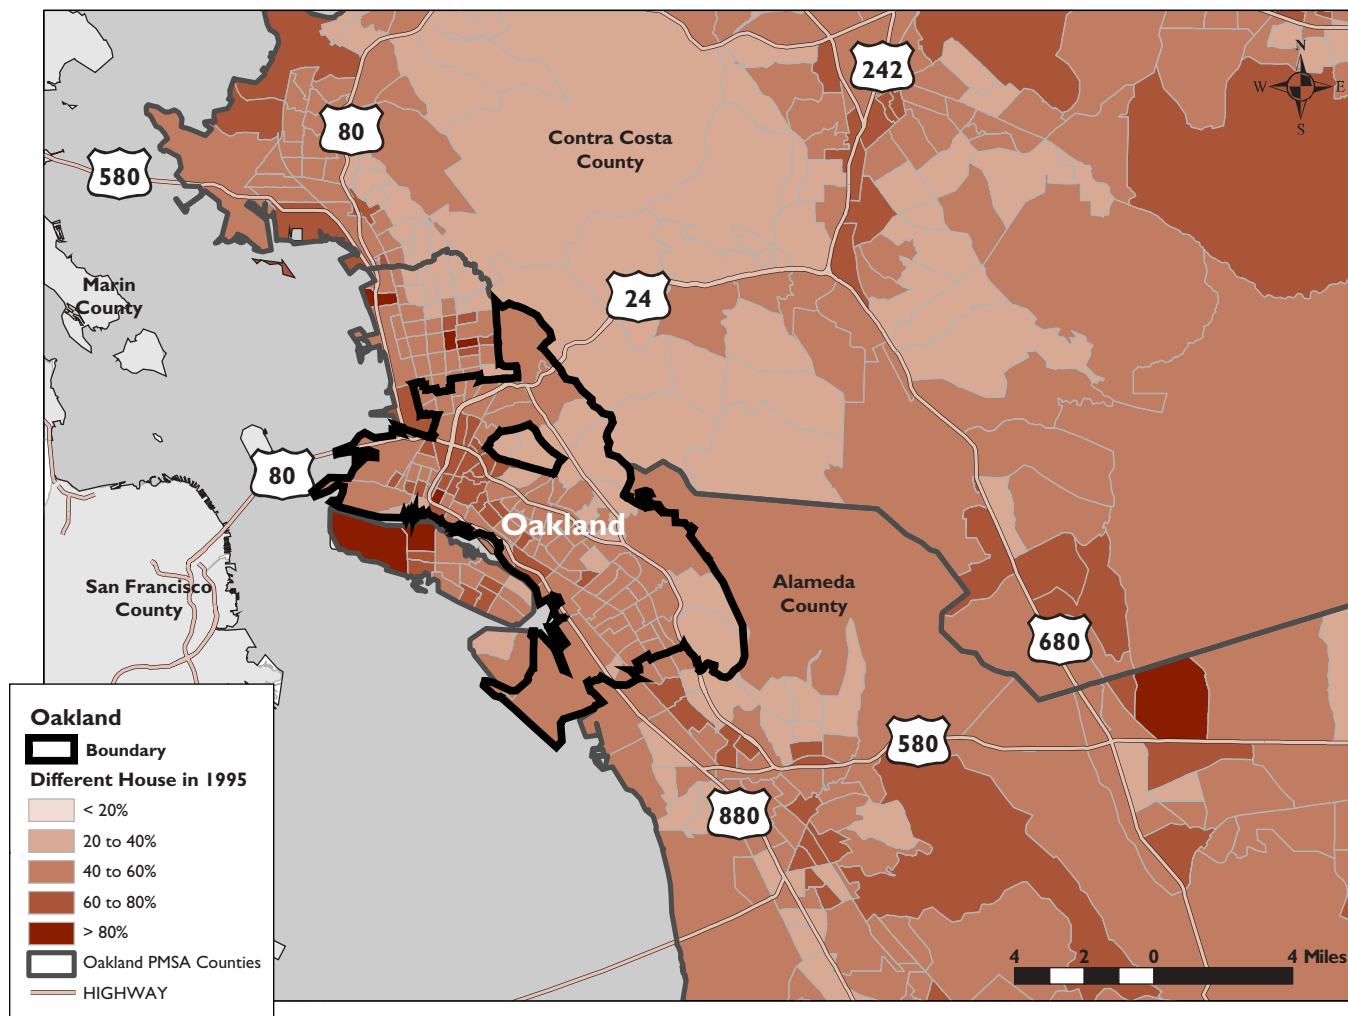 242
N
W E
S
80
Contra Costa
County
580
Marin
County
24
80
Oakland
San Francisco
County
Alameda
County
680
Oakland
Boundary
Different House in 1995
< 20%
20 to 40%
40 to 60%
60 to 80%
> 80%
Oakland PMSA Counties
HIGHWAY
580
880
4 2 0 4 Miles